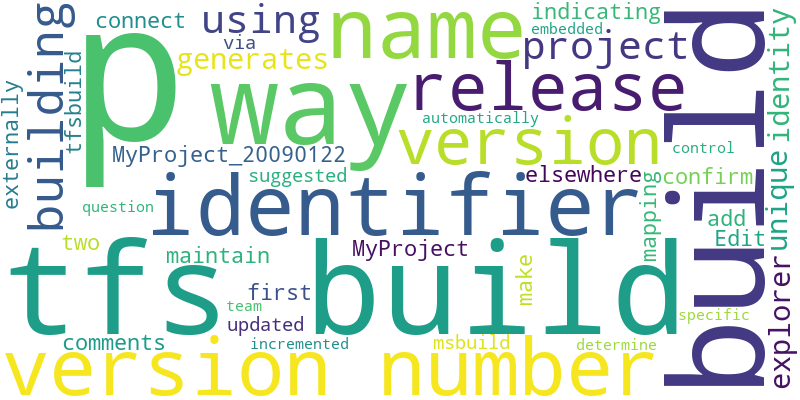 connect
using
name
indicating
embedded
via
generates
project
building
tfsbuild
p
way
release
version
automatically
externally
MyProject_20090122
suggested
elsewhere
control
confirm
identifier
question
mapping
unique identity
add
Edit
two
maintain
MyProject
tfs build
build
explorer
first
make
team
updated
specific
comments
incremented
msbuild
determine
version number